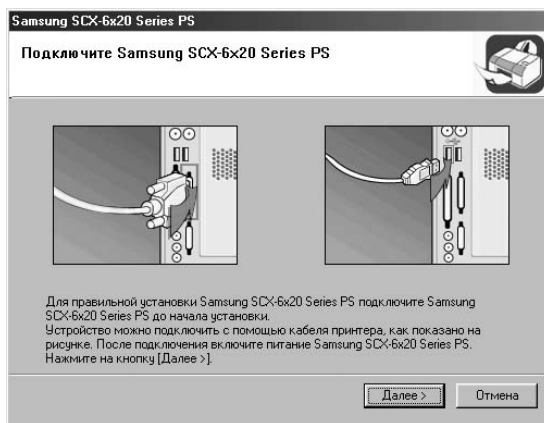 Samsung SCX-6x20 Series PS
Подключите Samsung SCX-6x20 Series PS
Для правильной установки Samsung SCX-6x20 Series PS подключите Samsung
SCX-6x20 Series PS до начала установки.
Устройство можно подключить с помощью кабеля принтера, как показано на
рисунке. После подключения включите питание Samsung SCX-6x20 Series PS.
Нажмите на кнопку [Далее >].
Далее >
Отмена